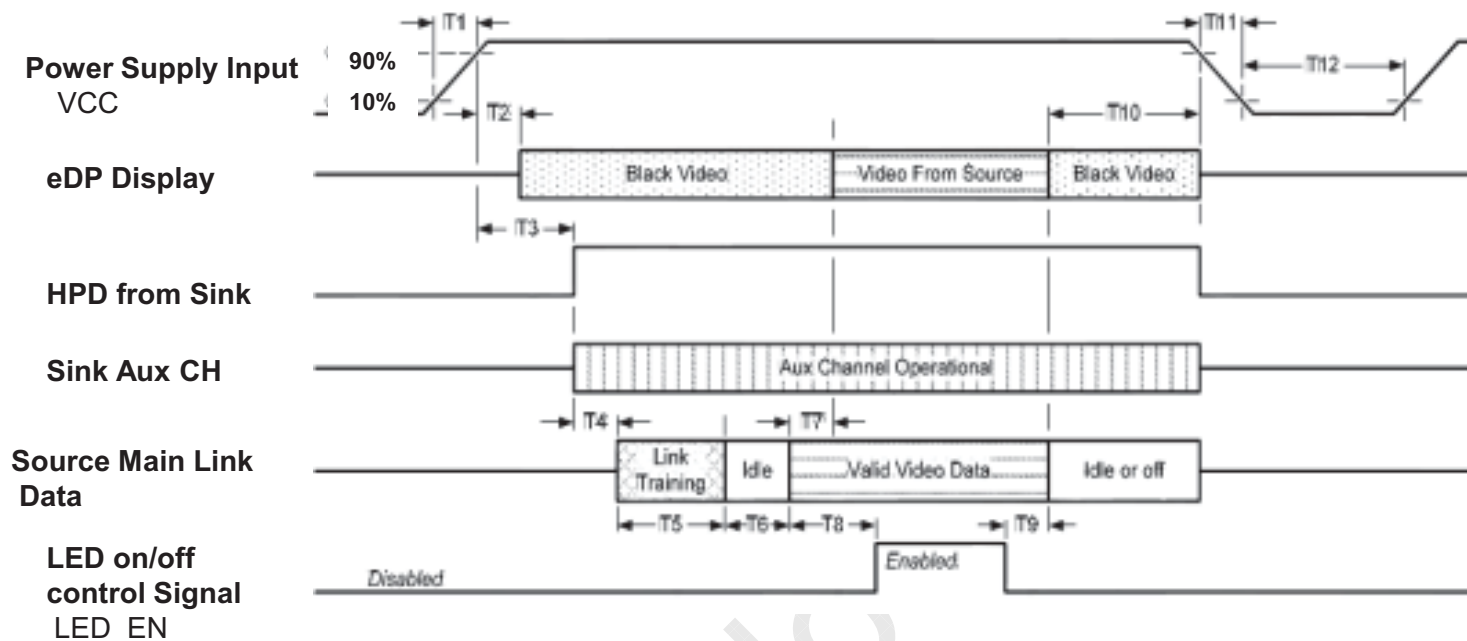 T1
T11
Power Supply Input
VCC
90%
10%
T12
T2
T10
eDP Display
Black Video
Video From Source
Black Video
T3
HPD from Sink
Sink Aux CH
Aux Channel Operational
T4
T7
Source Main Link
Data
Link
Training
Idle
Valid Video Data
Idle or off
T5
T6
T8
T9
LED on/off
control Signal
LED EN
Disabled
Enabled.